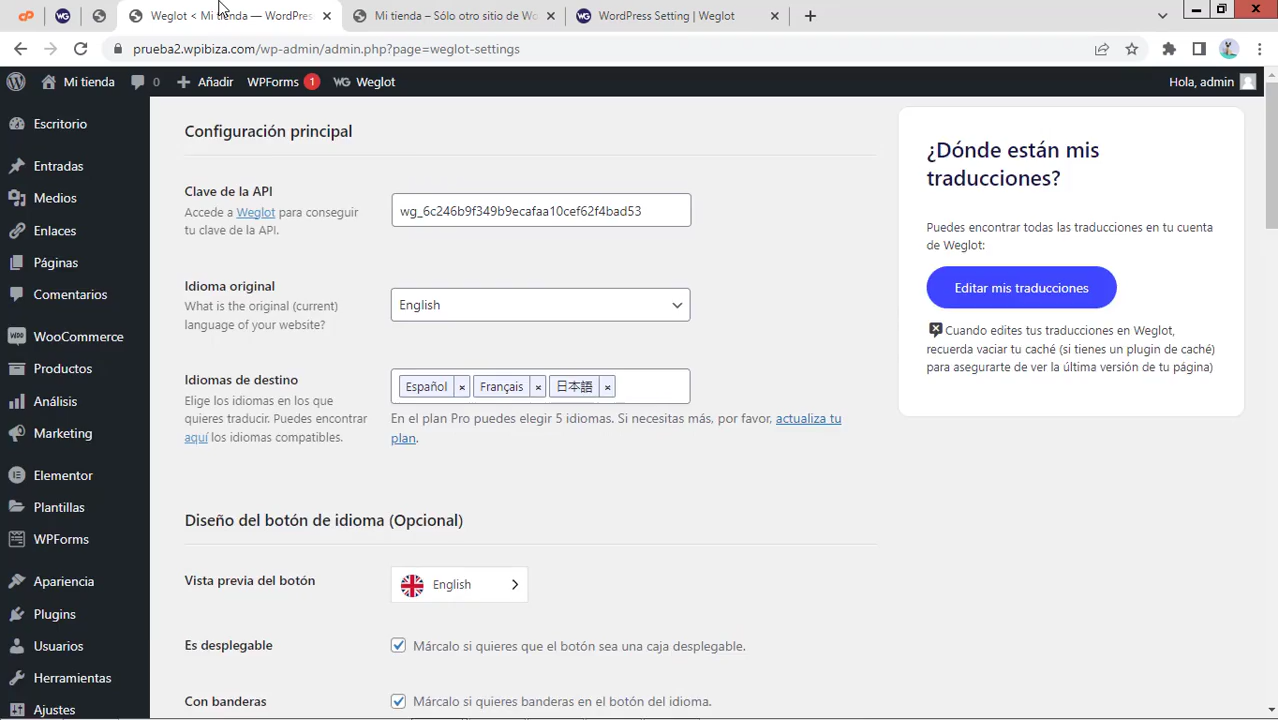 Weglot < Mi tienda — WordPress
Mi tienda – Sólo otro sitio de Wo
WordPress Setting | Weglot
prueba2.wpibiza.com/wp-admin/admin.php?page=weglot-settings
Mi tienda 0 Añadir WPForms 1 WG Weglot Hola, admin
Escritorio
Entradas
Medios
Enlaces
Páginas
Comentarios
WooCommerce
Productos
Análisis
Marketing
Elementor
Plantillas
WPForms
Apariencia
Plugins
Usuarios
Herramientas
Ajustes
Configuración principal
Clave de la API
Accede a Weglot para conseguir
tu clave de la API.
wg_6c246b9f349b9ecafaa10cef62f4bad53
Idioma original
What is the original (current)
language of your website?
English
Idiomas de destino
Elige los idiomas en los que
quieres traducir. Puedes encontrar
aquí los idiomas compatibles.
Español × Français × 日本語 ×
En el plan Pro puedes elegir 5 idiomas. Si necesitas más, por favor, actualiza tu
plan.
Diseño del botón de idioma (Opcional)
Vista previa del botón
English
Es desplegable
Márcalo si quieres que el botón sea una caja desplegable.
Con banderas
Márcalo si quieres banderas en el botón del idioma.
¿Dónde están mis
traducciones?
Puedes encontrar todas las traducciones en tu cuenta
de Weglot:
Editar mis traducciones
Cuando edites tus traducciones en Weglot,
recuerda vaciar tu caché (si tienes un plugin de caché)
para asegurarte de ver la última versión de tu página)